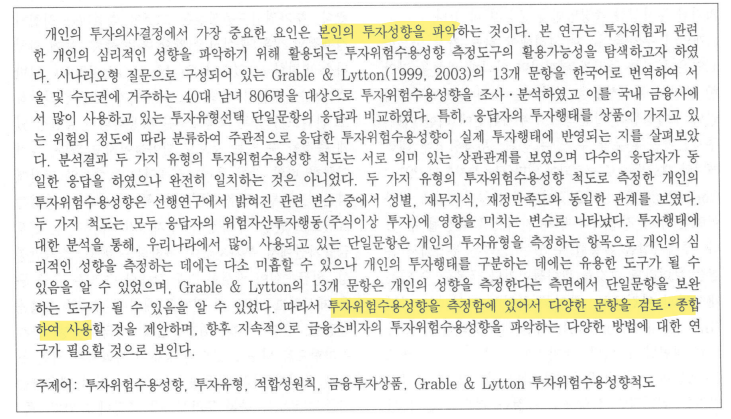 개인의 투자의사결정에서 가장 중요한 요인은 본인의 투자성향을 파악하는 것이다. 본 연구는 투자위험과 관련
한 개인의 심리적인 성향을 파악하기 위해 활용되는 투자위험수용성향 측정도구의 활용가능성을 탐색하고자 하였
다. 시나리오형 질문으로 구성되어 있는 Grable & Lytton(1999, 2003)의 13개 문항을 한국어로 번역하여 서
울 및 수도권에 거주하는 40대 남녀 806명을 대상으로 투자위험수용성향을 조사·분석하였고 이를 국내 금융사에
서 많이 사용하고 있는 투자유형선택 단일문항의 응답과 비교하였다. 특히, 응답자의 투자행태를 상품이 가지고 있
는 위험의 정도에 따라 분류하여 주관적으로 응답한 투자위험수용성향이 실제 투자행태에 반영되는 지를 살펴보았
다. 분석결과 두 가지 유형의 투자위험수용성향 척도는 서로 의미 있는 상관관계를 보였으며 다수의 응답자가 동
일한 응답을 하였으나 완전히 일치하는 것은 아니었다. 두 가지 유형의 투자위험수용성향 척도로 측정한 개인의
투자위험수용성향은 선행연구에서 밝혀진 관련 변수 중에서 성별, 재무지식, 재정만족도와 동일한 관계를 보였다.
두 가지 척도는 모두 응답자의 위험자산투자행동(주식이상 투자)에 영향을 미치는 변수로 나타났다. 투자행태에
대한 분석을 통해, 우리나라에서 많이 사용되고 있는 단일문항은 개인의 투자유형을 측정하는 항목으로 개인의 심
리적인 성향을 측정하는 데에는 다소 미흡할 수 있으나 개인의 투자행태를 구분하는 데에는 유용한 도구가 될 수
있음을 알 수 있었으며, Grable & Lytton의 13개 문항은 개인의 성향을 측정한다는 측면에서 단일문항을 보완
하는 도구가 될 수 있음을 알 수 있었다. 따라서 투자위험수용성향을 측정함에 있어서 다양한 문항을 검토·종합
하여 사용할 것을 제안하며, 향후 지속적으로 금융소비자의 투자위험수용성향을 파악하는 다양한 방법에 대한 연
구가 필요할 것으로 보인다.
주제어: 투자위험수용성향, 투자유형, 적합성원칙, 금융투자상품, Grable & Lytton 투자위험수용성향척도